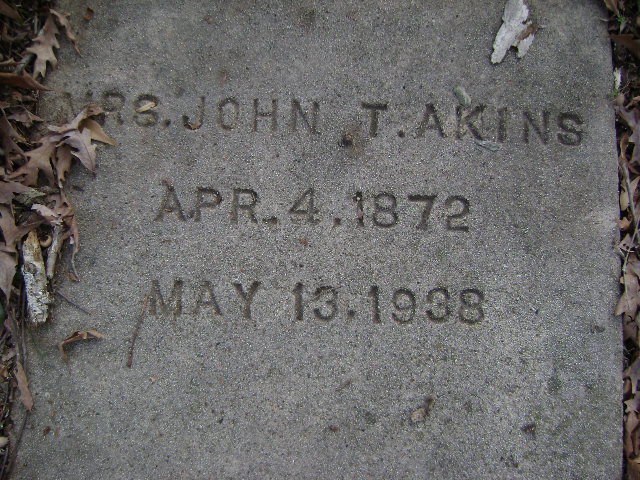 MRS. JOHN T. AKINS
APR. 4. 1872
MAY 13. 1938